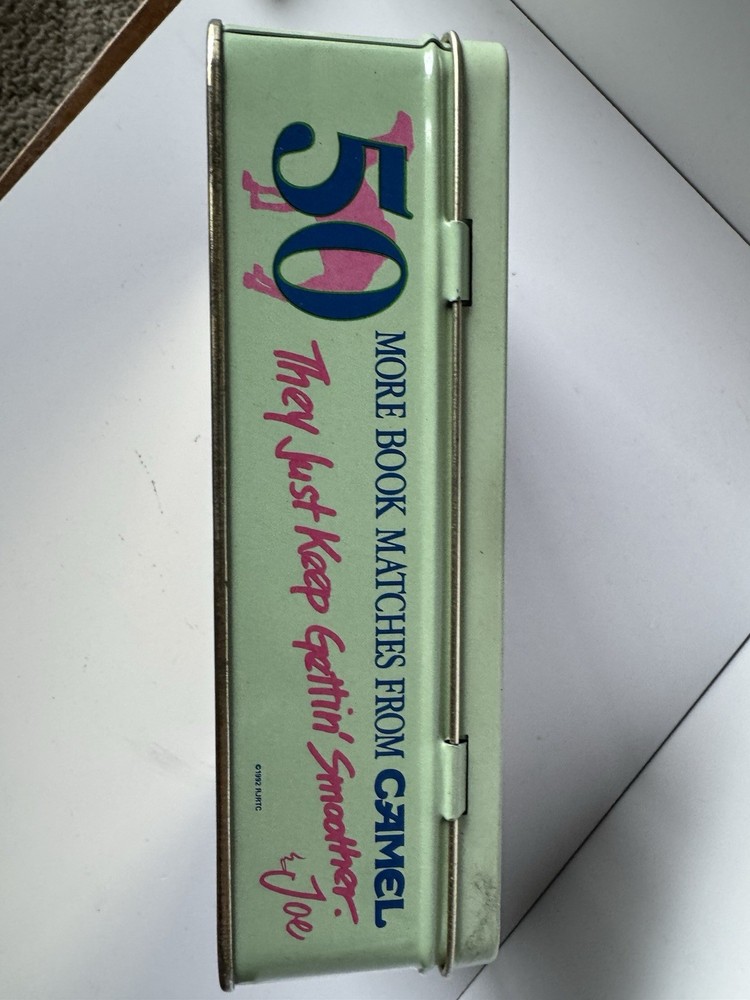 50 MORE BOOK MATCHES FROM CAMEL
They Just Keep Gettin' Smoother.
Joe
©1992 RJRTC